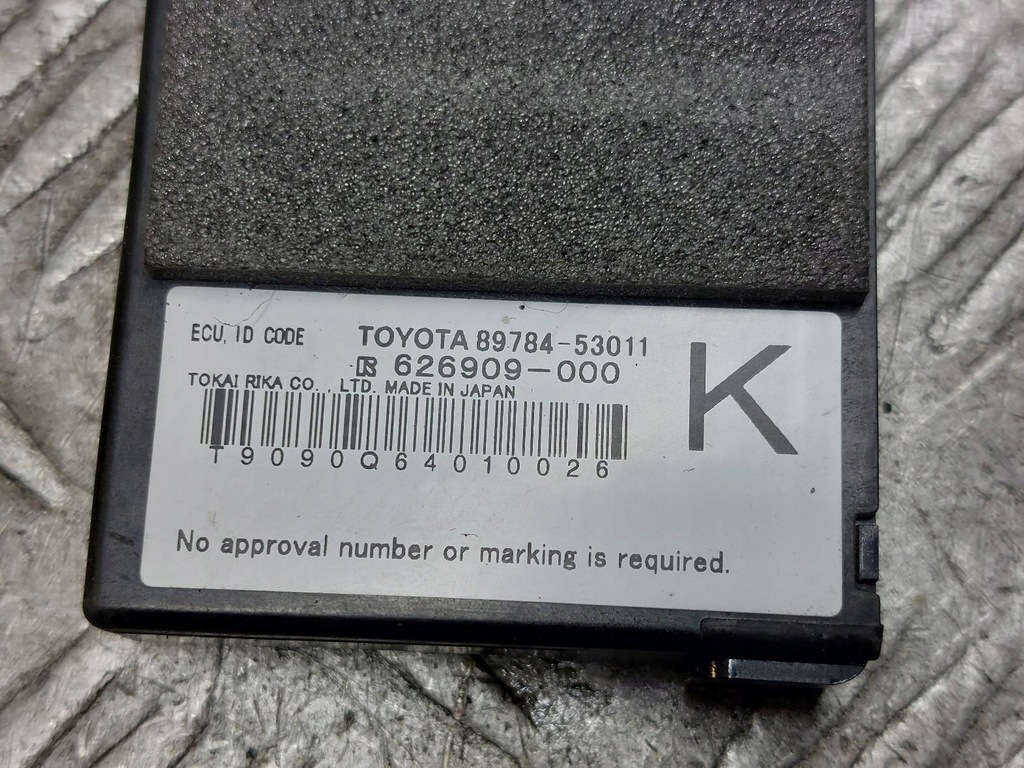 ECU, ID CODE TOYOTA 89784-53011
626909-000
K
TOKAI RIKA CO., LTD. MADE IN JAPAN
T9090Q64010026
No approval number or marking is required.